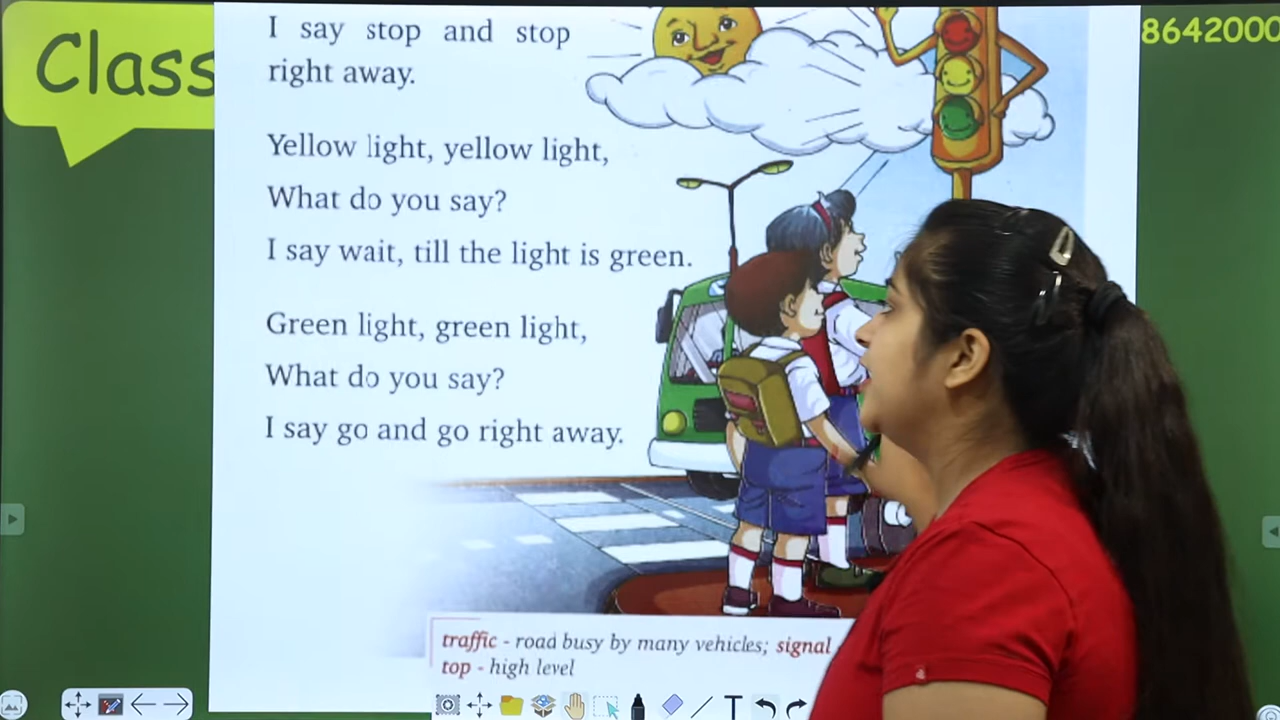 Class
8642000
I say stop and stop
right away.
Yellow light, yellow light,
What do you say?
I say wait, till the light is green.
Green light, green light,
What do you say?
I say go and go right away.
traffic - road busy by many vehicles; signal
top - high level
T